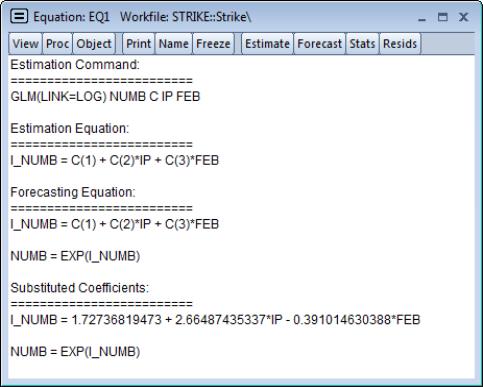 Equation: EQ1 Workfile: STRIKE::Strike\
View Proc Object Print Name Freeze Estimate Forecast Stats Resids
Estimation Command:
=========================
GLM(LINK=LOG) NUMB C IP FEB
Estimation Equation:
=========================
I_NUMB = C(1) + C(2)*IP + C(3)*FEB
Forecasting Equation:
=========================
I_NUMB = C(1) + C(2)*IP + C(3)*FEB
NUMB = EXP(I_NUMB)
Substituted Coefficients:
=========================
I_NUMB = 1.72736819473 + 2.66487435337*IP - 0.391014630388*FEB
NUMB = EXP(I_NUMB)